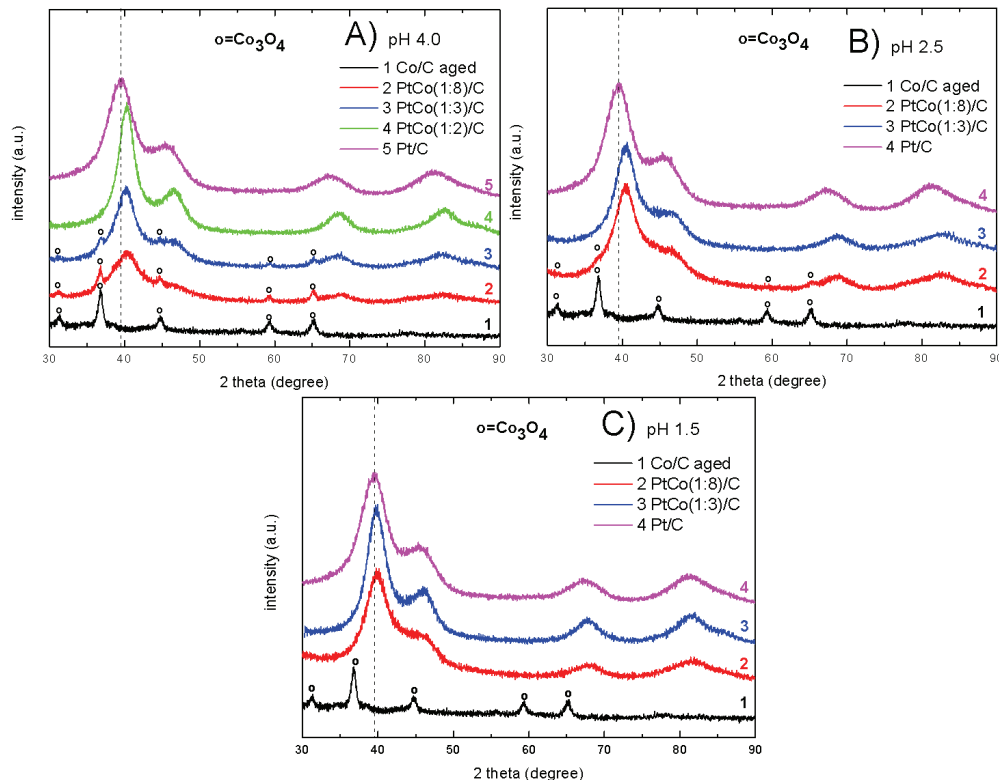 A) pH 4.0
o=Co3O4
1 Co/C aged
2 PtCo(1:8)/C
3 PtCo(1:3)/C
4 PtCo(1:2)/C
5 Pt/C
5
4
o o o o o 3
o o o o o 2
o o o o o 1
30 40 50 60 70 80 90
2 theta (degree)
intensity (a.u.)
B) pH 2.5
o=Co3O4
1 Co/C aged
2 PtCo(1:8)/C
3 PtCo(1:3)/C
4 Pt/C
4
3
2
o o o o o 1
30 40 50 60 70 80 90
2 theta (degree)
intensity (a.u.)
C) pH 1.5
o=Co3O4
1 Co/C aged
2 PtCo(1:8)/C
3 PtCo(1:3)/C
4 Pt/C
4
3
2
o o o o o 1
30 40 50 60 70 80 90
2 theta (degree)
intensity (a.u.)